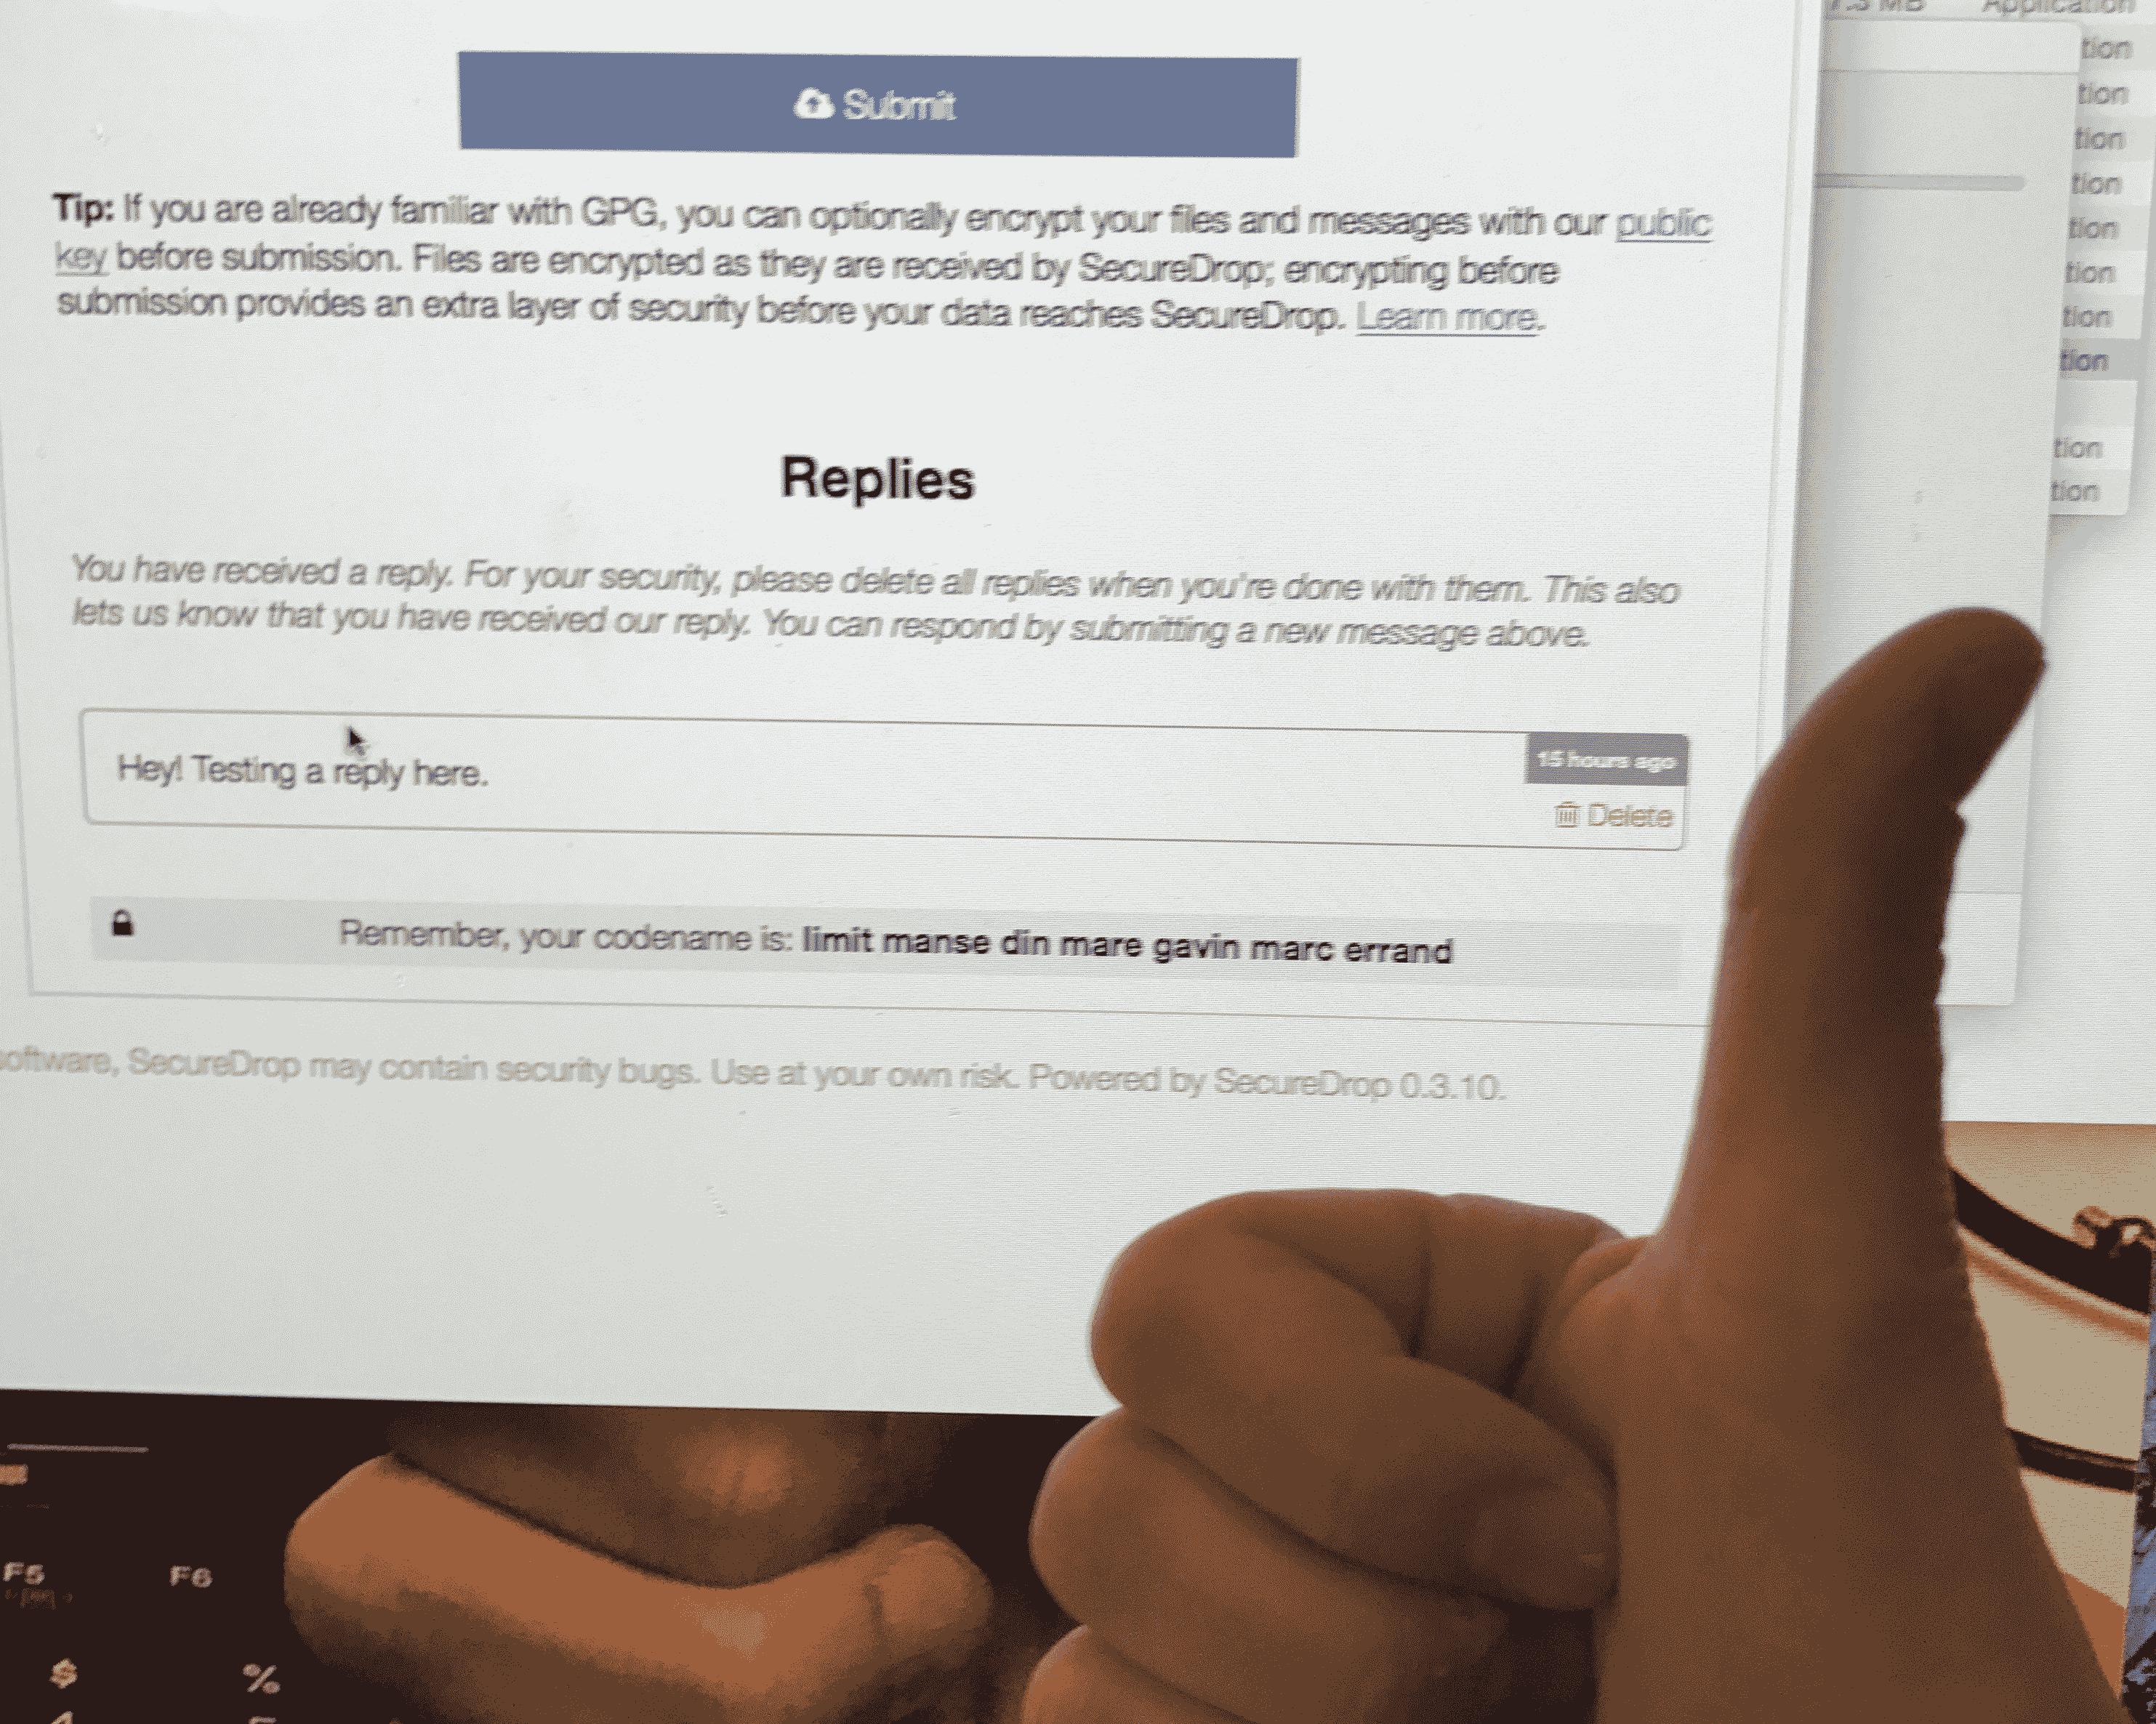 7.3 MB Application
tion
tion
tion
tion
tion
tion
tion
tion
tion
tion
Submit
Tip: If you are already familiar with GPG, you can optionally encrypt your files and messages with our public
key before submission. Files are encrypted as they are received by SecureDrop; encrypting before
submission provides an extra layer of security before your data reaches SecureDrop. Learn more.
Replies
You have received a reply. For your security, please delete all replies when you're done with them. This also
lets us know that you have received our reply. You can respond by submitting a new message above.
Hey! Testing a reply here.
15 hours ago
Delete
Remember, your codename is: limit manse din mare gavin marc errand
software, SecureDrop may contain security bugs. Use at your own risk. Powered by SecureDrop 0.3.10.
F5 F6
$ %